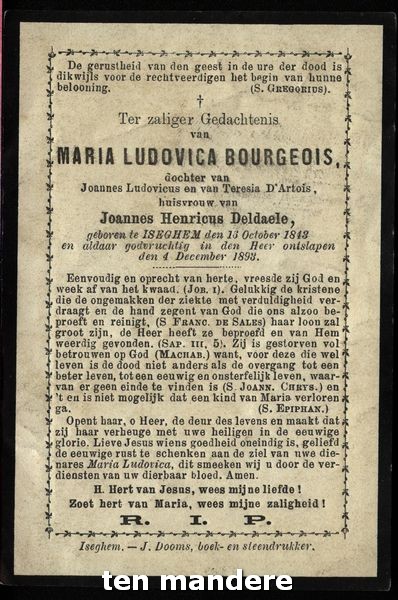 De gerustheid van den geest in de ure der dood is
dikwijls voor de rechtveerdigen het begin van hunne
belooning. (S. GREGORIUS).
†
Ter zaliger Gedachtenis
van
MARIA LUDOVICA BOURGEOIS,
dochter van
Joannes Ludovicus en van Teresia D'Artois,
huisvrouw van
Joannes Henricus Deldaele,
geboren te ISEGHEM den 13 October 1843
en aldaar godvruchtig in den Heer ontslapen
den 4 December 1893.
Eenvoudig en oprecht van herte, vreesde zij God en
week af van het kwaad. (JOB. I). Gelukkig de kristene
die de ongemakken der ziekte met verduldigheid ver-
draagt en de hand zegent van God die ons alzoo be-
proeft en reinigt, (S FRANC. DE SALES) haar loon zal
groot zijn, de Heer heeft ze beproefd en van Hem
weerdig gevonden. (SAP. III, 5). Zij is gestorven vol
betrouwen op God (MACHAB.) want, voor deze die wel
leven is de dood niet anders als de overgang tot een
beter leven, tot een eeuwig en onsterfelijk leven, waar-
van er geen einde te vinden is (S. JOANN. CHRYS.) en
't en is niet mogelijk dat een kind van Maria verloren
ga. (S. EPIPHAN.)
Opent haar, o Heer, de deur des levens en maakt dat
zij haar verheuge met uwe heiligen in de eeuwige
glorie. Lieve Jesus wiens goedheid oneindig is, geliefd
de eeuwige rust te schenken aan de ziel van uwe die-
nares Maria Ludovica, dit smeeken wij u door de ver-
diensten van uw dierbaar bloed. Amen.
H. Hert van Jesus, wees mijne liefde !
Zoet hert van Maria, wees mijne zaligheid !
R. I. P.
Iseghem. — J. Dooms, boek- en steendrukker.
ten mandere